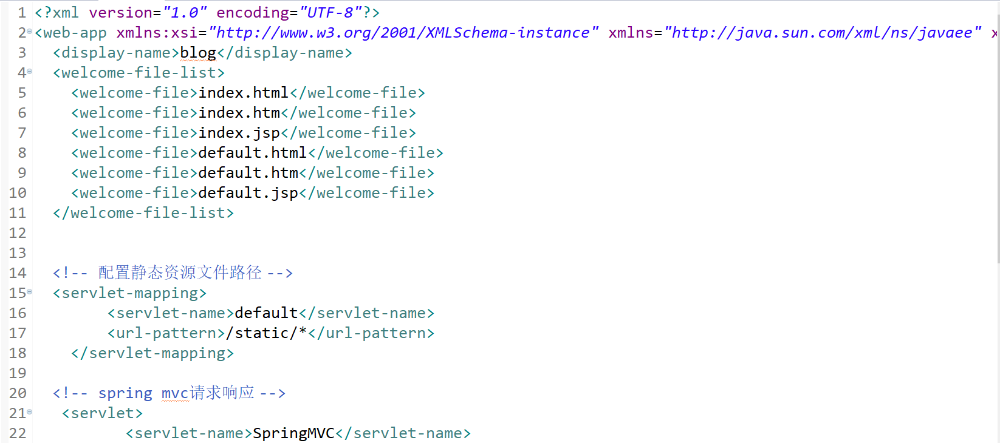 1 <?xml version="1.0" encoding="UTF-8"?>
2 <web-app xmlns:xsi="http://www.w3.org/2001/XMLSchema-instance" xmlns="http://java.sun.com/xml/ns/javaee" x
3 <display-name>blog</display-name>
4 <welcome-file-list>
5 <welcome-file>index.html</welcome-file>
6 <welcome-file>index.htm</welcome-file>
7 <welcome-file>index.jsp</welcome-file>
8 <welcome-file>default.html</welcome-file>
9 <welcome-file>default.htm</welcome-file>
10 <welcome-file>default.jsp</welcome-file>
11 </welcome-file-list>
12
13
14 <!-- 配置静态资源文件路径 -->
15 <servlet-mapping>
16 <servlet-name>default</servlet-name>
17 <url-pattern>/static/*</url-pattern>
18 </servlet-mapping>
19
20 <!-- spring mvc请求响应 -->
21 <servlet>
22 <servlet-name>SpringMVC</servlet-name>